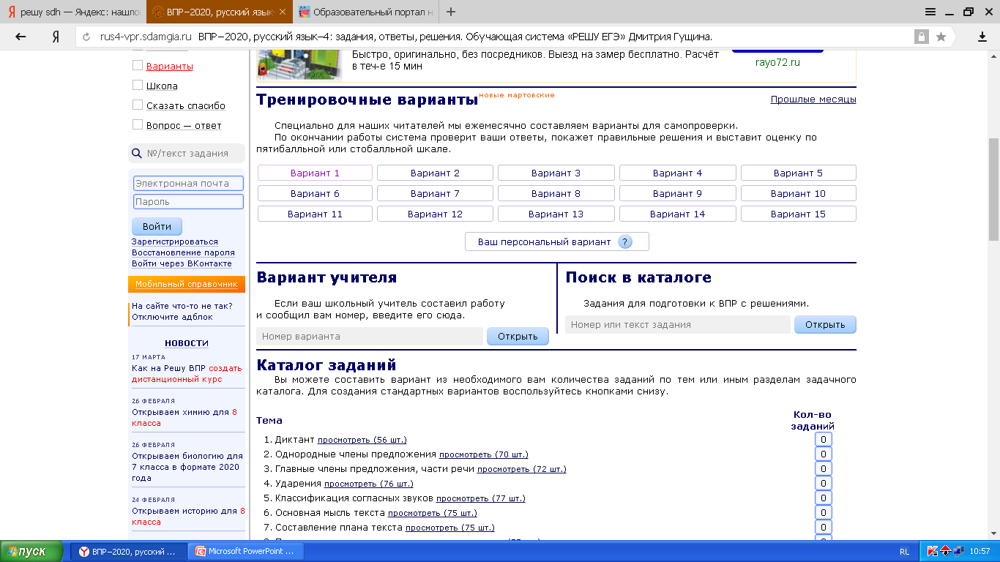 решу sdh — Яндекс: нашло
ВПР–2020, русский язык
Образовательный портал н
rus4-vpr.sdamgia.ru ВПР–2020, русский язык–4: задания, ответы, решения. Обучающая система «РЕШУ ЕГЭ» Дмитрия Гущина.
Варианты
Школа
Сказать спасибо
Вопрос — ответ
№/текст задания
Электронная почта
Пароль
Войти
Зарегистрироваться
Восстановление пароля
Войти через ВКонтакте
Мобильный справочник
На сайте что-то не так?
Отключите адблок
НОВОСТИ
17 МАРТА
Как на Решу ВПР создать
дистанционный курс
26 ФЕВРАЛЯ
Открываем химию для 8
класса
26 ФЕВРАЛЯ
Открываем биологию для
7 класса в формате 2020
года
24 ФЕВРАЛЯ
Открываем историю для 8
класса
Быстро, оригинально, без посредников. Выезд на замер бесплатно. Расчёт
в теч-е 15 мин
rayo72.ru
Тренировочные варианты новые мартовские
Прошлые месяцы
Специально для наших читателей мы ежемесячно составляем варианты для самопроверки.
По окончании работы система проверит ваши ответы, покажет правильные решения и выставит оценку по
пятибалльной или стобалльной шкале.
Вариант 1 Вариант 2 Вариант 3 Вариант 4 Вариант 5
Вариант 6 Вариант 7 Вариант 8 Вариант 9 Вариант 10
Вариант 11 Вариант 12 Вариант 13 Вариант 14 Вариант 15
Ваш персональный вариант ?
Вариант учителя
Если ваш школьный учитель составил работу
и сообщил вам номер, введите его сюда.
Номер варианта Открыть
Поиск в каталоге
Задания для подготовки к ВПР с решениями.
Номер или текст задания Открыть
Каталог заданий
Вы можете составить вариант из необходимого вам количества заданий по тем или иным разделам задачного
каталога. Для создания стандартных вариантов воспользуйтесь кнопками снизу.
Тема
Кол-во
заданий
1. Диктант просмотреть (56 шт.) 0
2. Однородные члены предложения просмотреть (70 шт.) 0
3. Главные члены предложения, части речи просмотреть (72 шт.) 0
4. Ударения просмотреть (76 шт.) 0
5. Классификация согласных звуков просмотреть (77 шт.) 0
6. Основная мысль текста просмотреть (75 шт.) 0
7. Составление плана текста просмотреть (75 шт.) 0
пуск
ВПР–2020, русский ...
Microsoft PowerPoint ...
RL
10:57